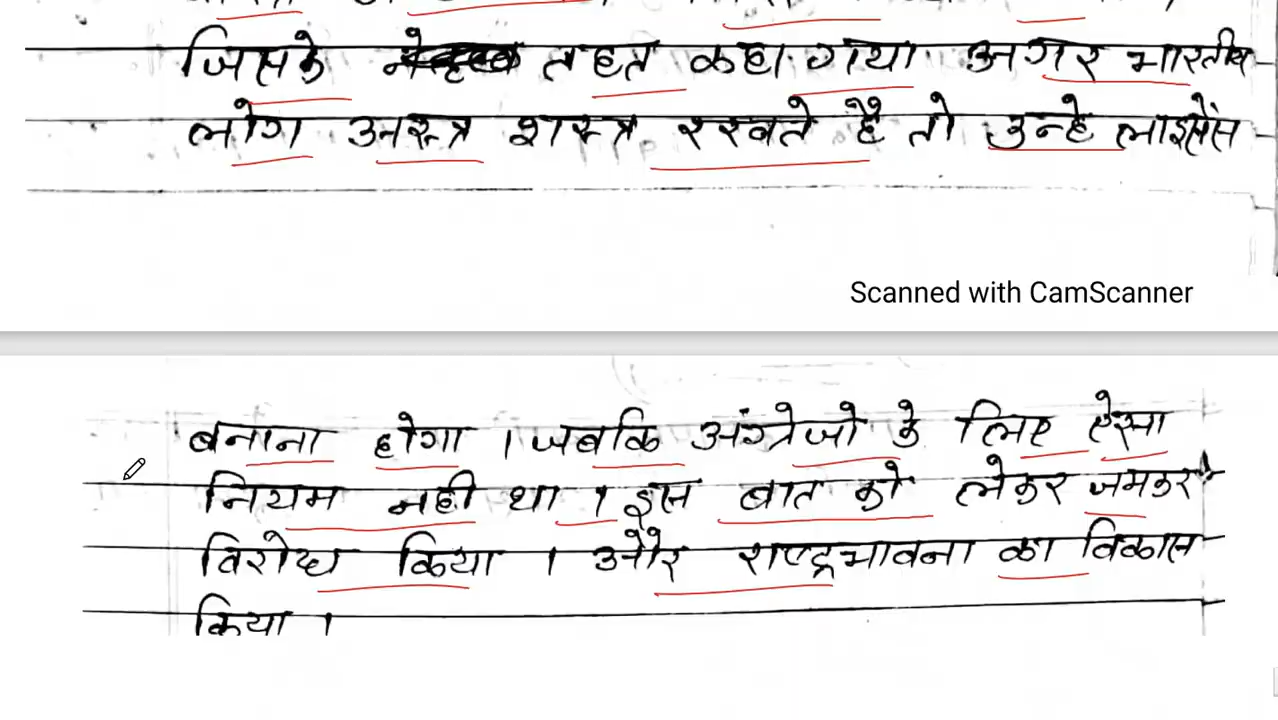 जिसके तहत कहा गया अगर भारतीय
लोग अस्त्र शस्त्र रखते है तो उन्हे लाइसेंस
Scanned with CamScanner
बनाना होगा । जबकि अंग्रेजो के लिए ऐसा
नियम नही था । इस बात को लेकर जमकर
विरोध किया । और राष्ट्रभावना का विकास
किया ।